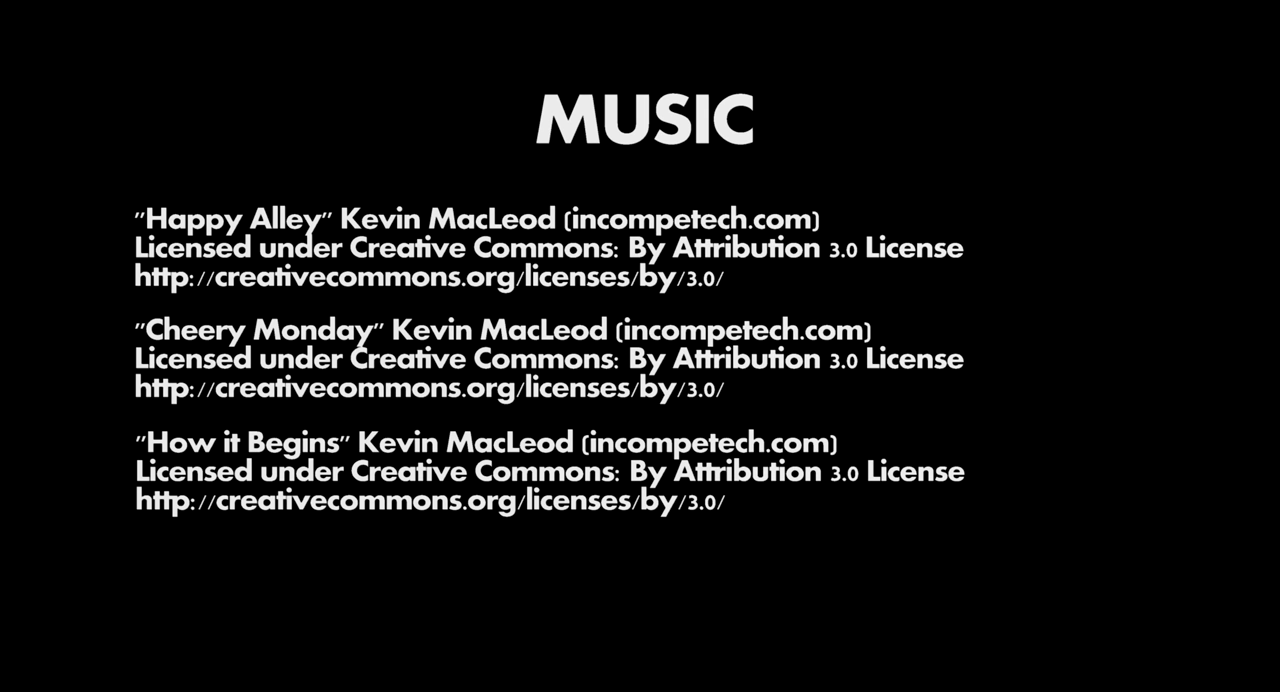 MUSIC
"Happy Alley" Kevin MacLeod (incompetech.com)
Licensed under Creative Commons: By Attribution 3.0 License
http://creativecommons.org/licenses/by/3.0/
"Cheery Monday" Kevin MacLeod (incompetech.com)
Licensed under Creative Commons: By Attribution 3.0 License
http://creativecommons.org/licenses/by/3.0/
"How it Begins" Kevin MacLeod (incompetech.com)
Licensed under Creative Commons: By Attribution 3.0 License
http://creativecommons.org/licenses/by/3.0/